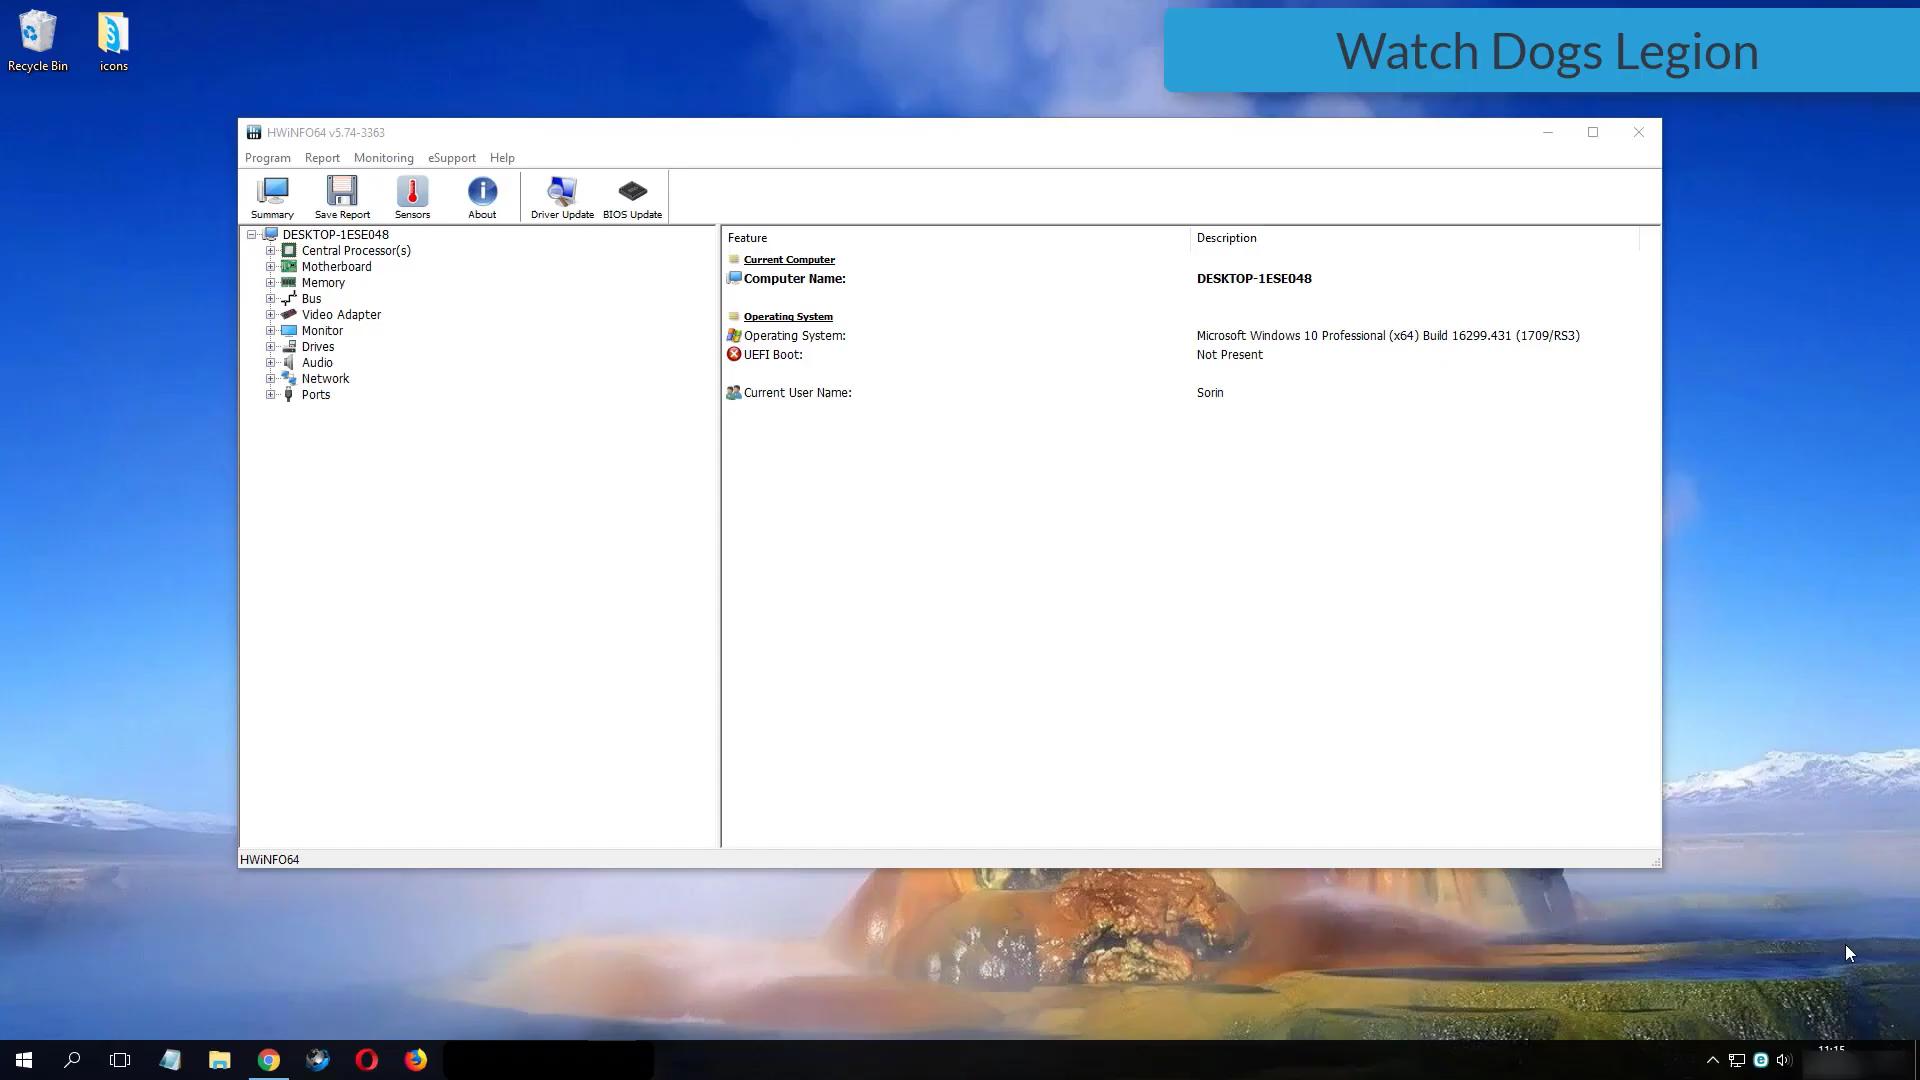 Recycle Bin
icons
Watch Dogs Legion
HWiNFO64 v5.74-3363
Program Report Monitoring eSupport Help
Summary Save Report Sensors About Driver Update BIOS Update
DESKTOP-1ESE048
Central Processor(s)
Motherboard
Memory
Bus
Video Adapter
Monitor
Drives
Audio
Network
Ports
Feature Description
Current Computer
Computer Name: DESKTOP-1ESE048
Operating System
Operating System: Microsoft Windows 10 Professional (x64) Build 16299.431 (1709/RS3)
UEFI Boot: Not Present
Current User Name: Sorin
HWiNFO64
11:15